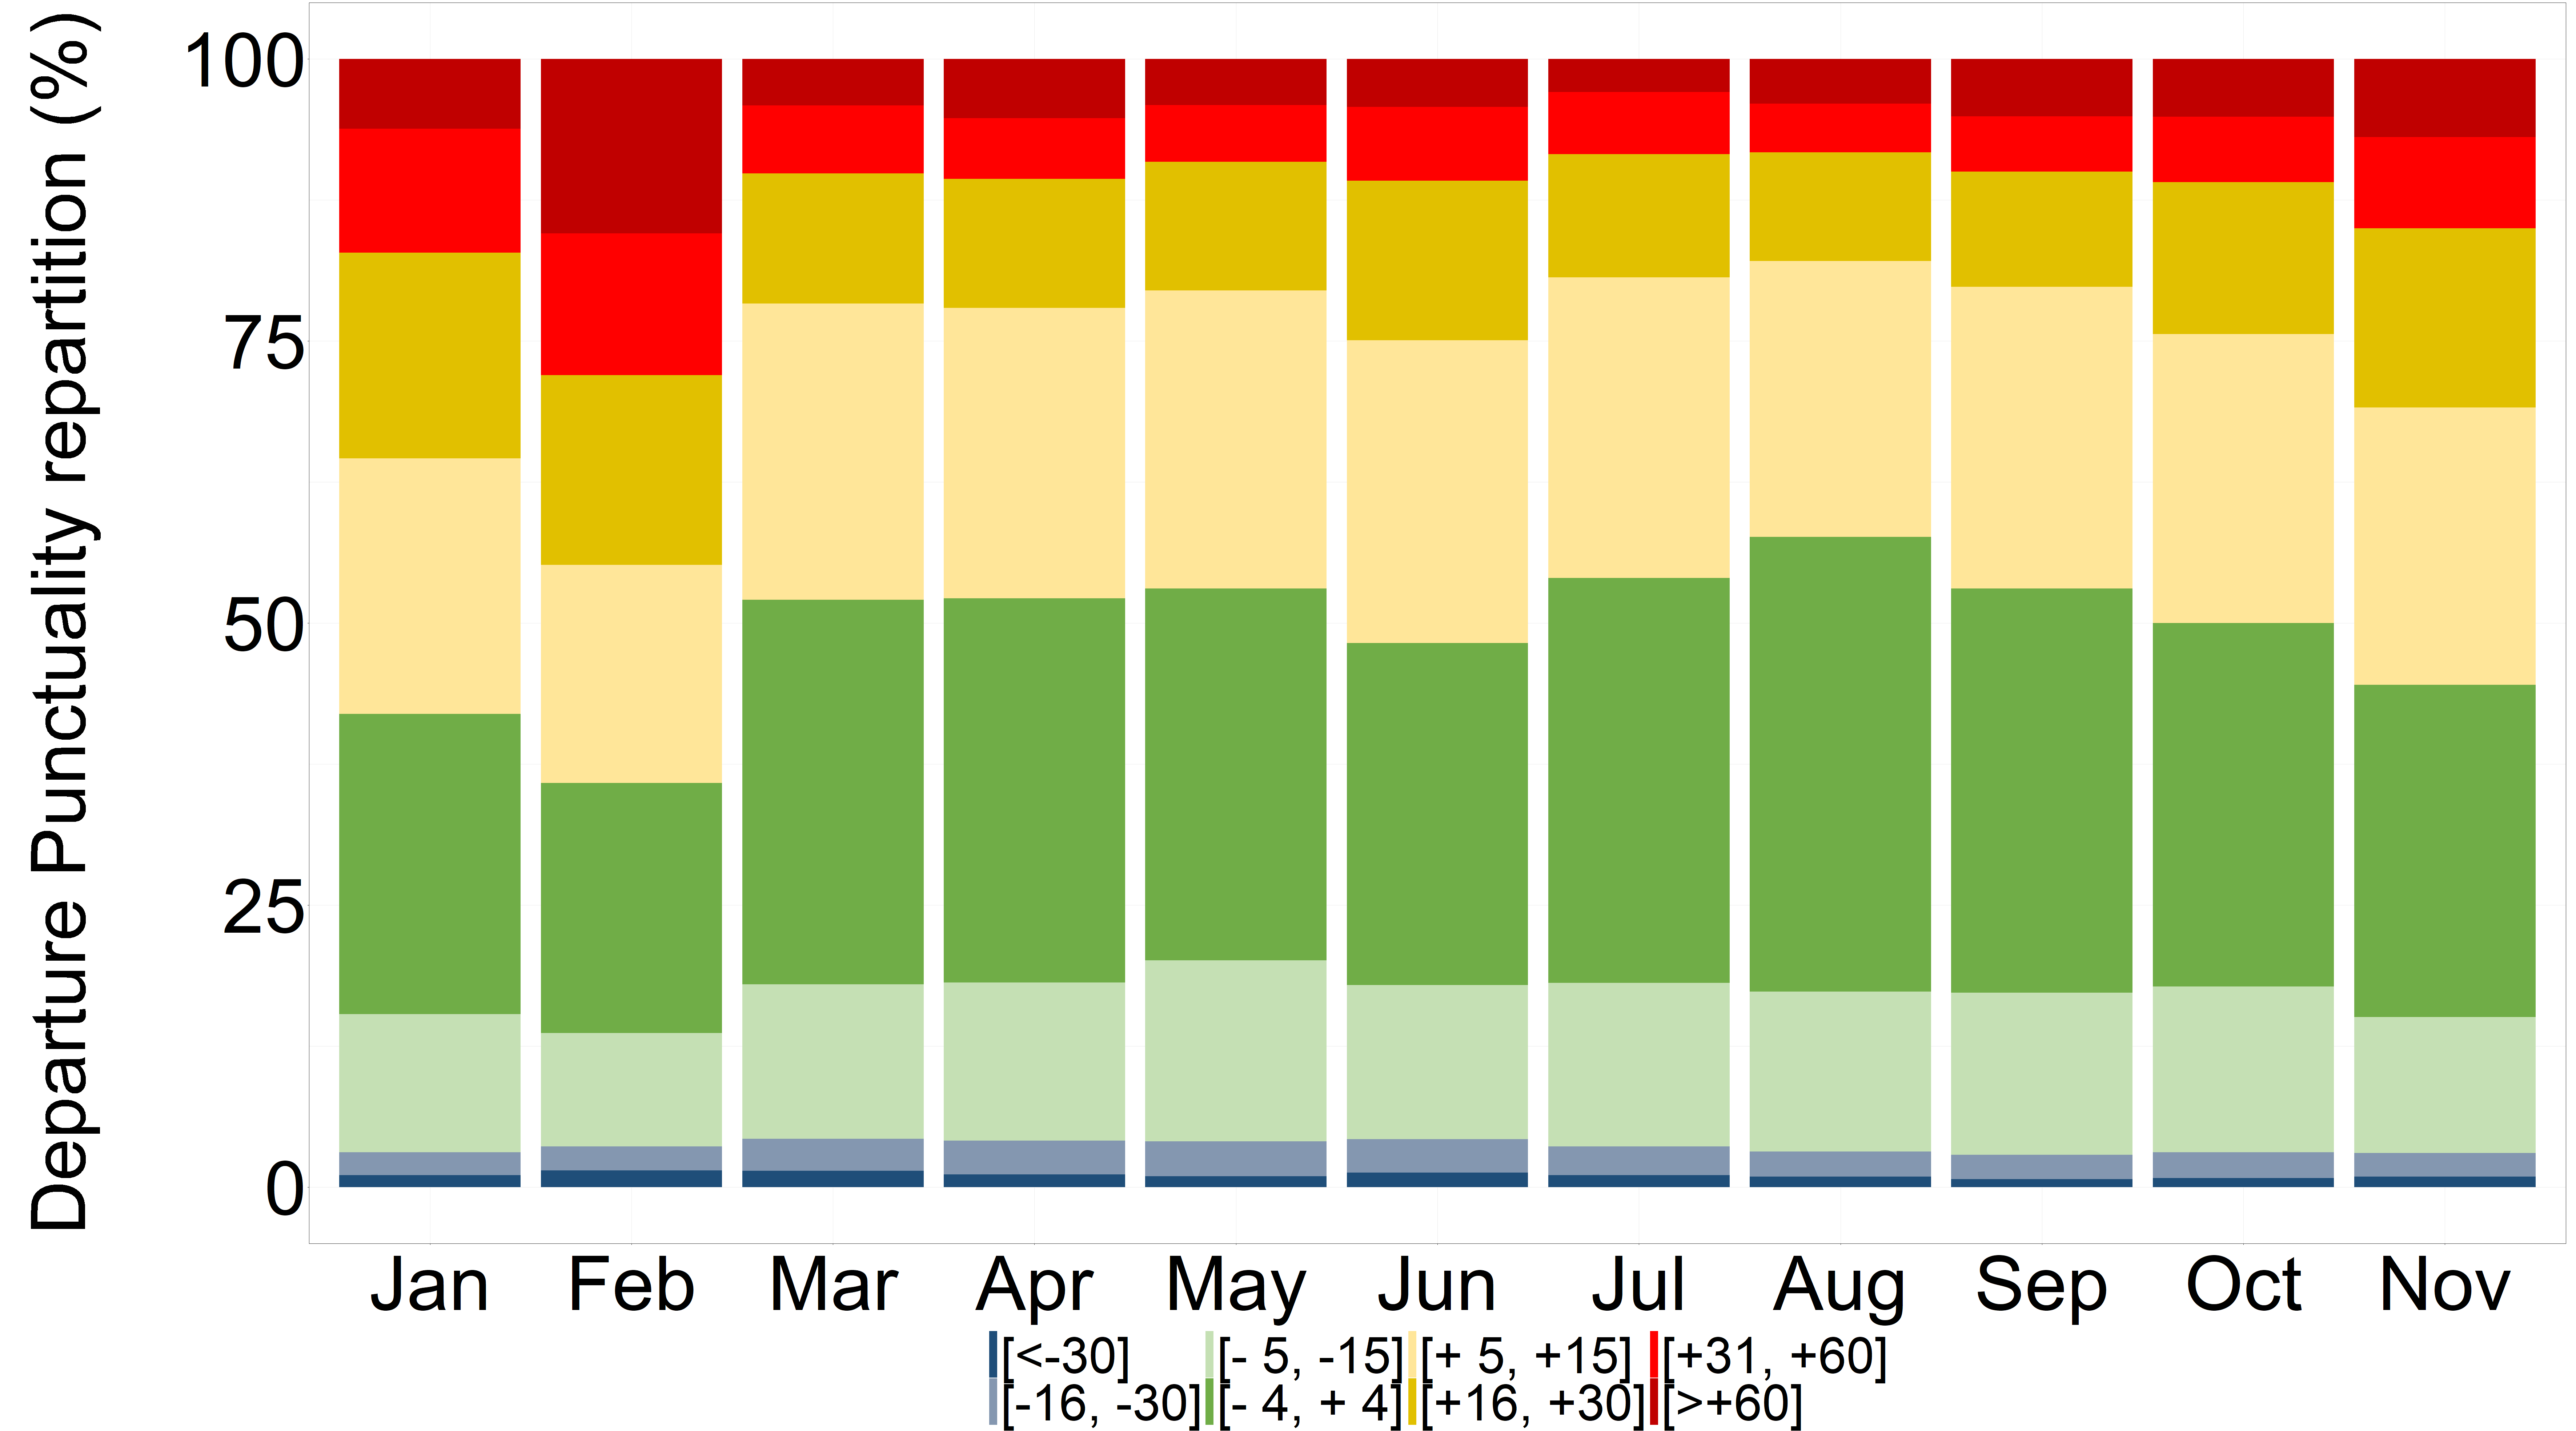 Departure Punctuality repartition (%)
100
75
50
25
0
Jan Feb Mar Apr May Jun Jul Aug Sep Oct Nov
[<-30] [- 5, -15] [+ 5, +15] [+31, +60]
[-16, -30] [- 4, + 4] [+16, +30] [>+60]